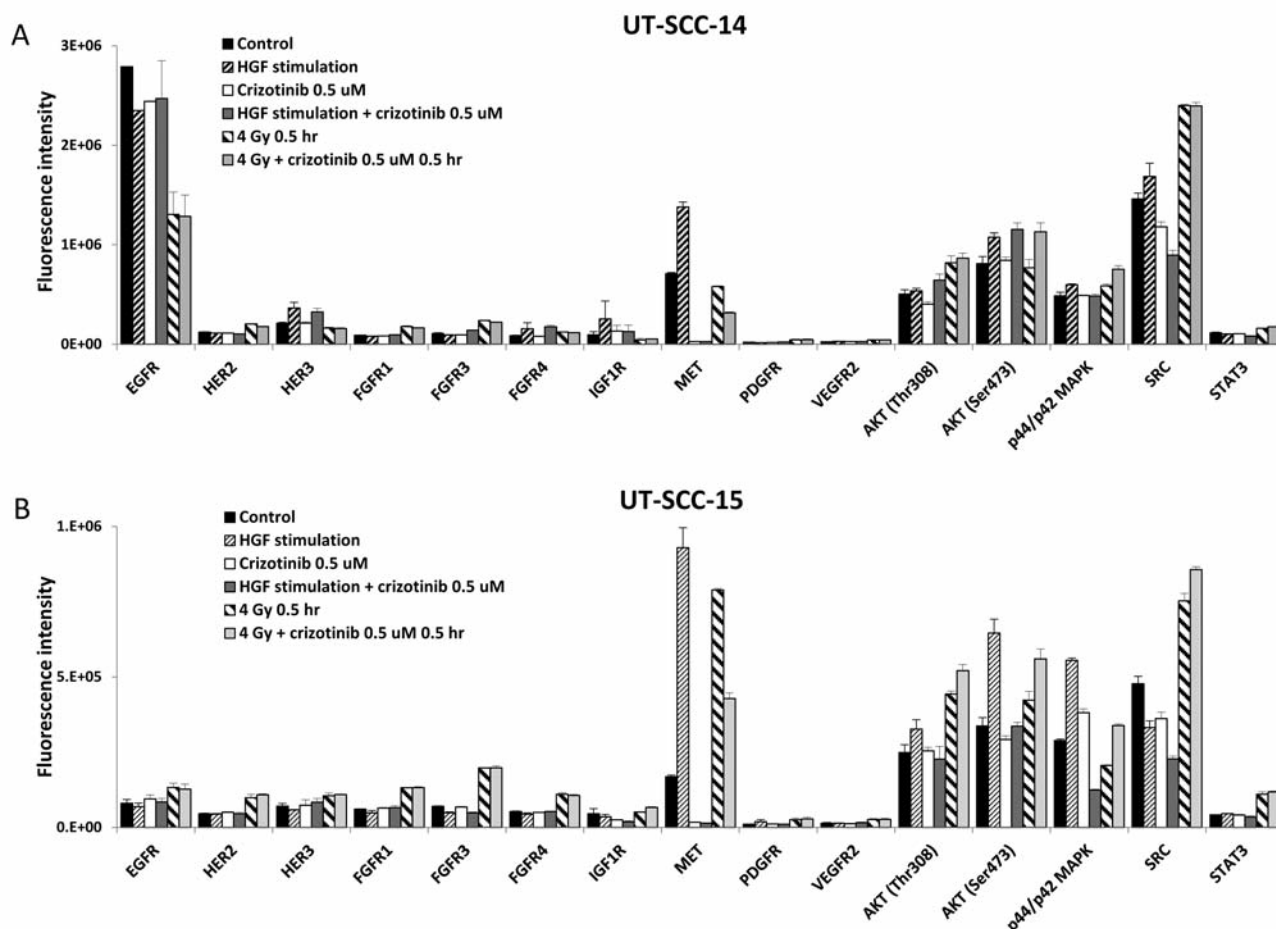 A
UT-SCC-14
Control
HGF stimulation
Crizotinib 0.5 uM
HGF stimulation + crizotinib 0.5 uM
4 Gy 0.5 hr
4 Gy + crizotinib 0.5 uM 0.5 hr
Fluorescence intensity
3E+06
2E+06
1E+06
0E+00
EGFR
HER2
HER3
FGFR1
FGFR3
FGFR4
IGF1R
MET
PDGFR
VEGFR2
AKT (Thr308)
AKT (Ser473)
p44/p42 MAPK
SRC
STAT3
B
UT-SCC-15
Control
HGF stimulation
Crizotinib 0.5 uM
HGF stimulation + crizotinib 0.5 uM
4 Gy 0.5 hr
4 Gy + crizotinib 0.5 uM 0.5 hr
Fluorescence intensity
1.E+06
5.E+05
0.E+00
EGFR
HER2
HER3
FGFR1
FGFR3
FGFR4
IGF1R
MET
PDGFR
VEGFR2
AKT (Thr308)
AKT (Ser473)
p44/p42 MAPK
SRC
STAT3